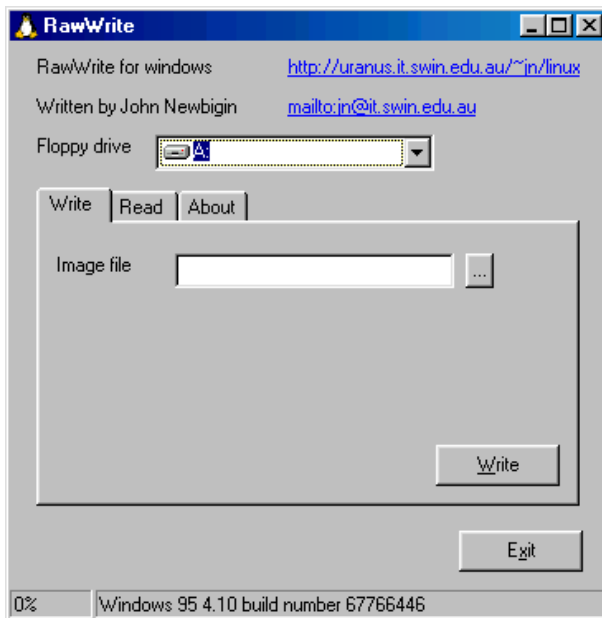 RawWrite
RawWrite for windows http://uranus.it.swin.edu.au/~jn/linux
Written by John Newbigin mailto:jn@it.swin.edu.au
Floppy drive A:
Write Read About
Image file ...
Write
Exit
0% Windows 95 4.10 build number 67766446